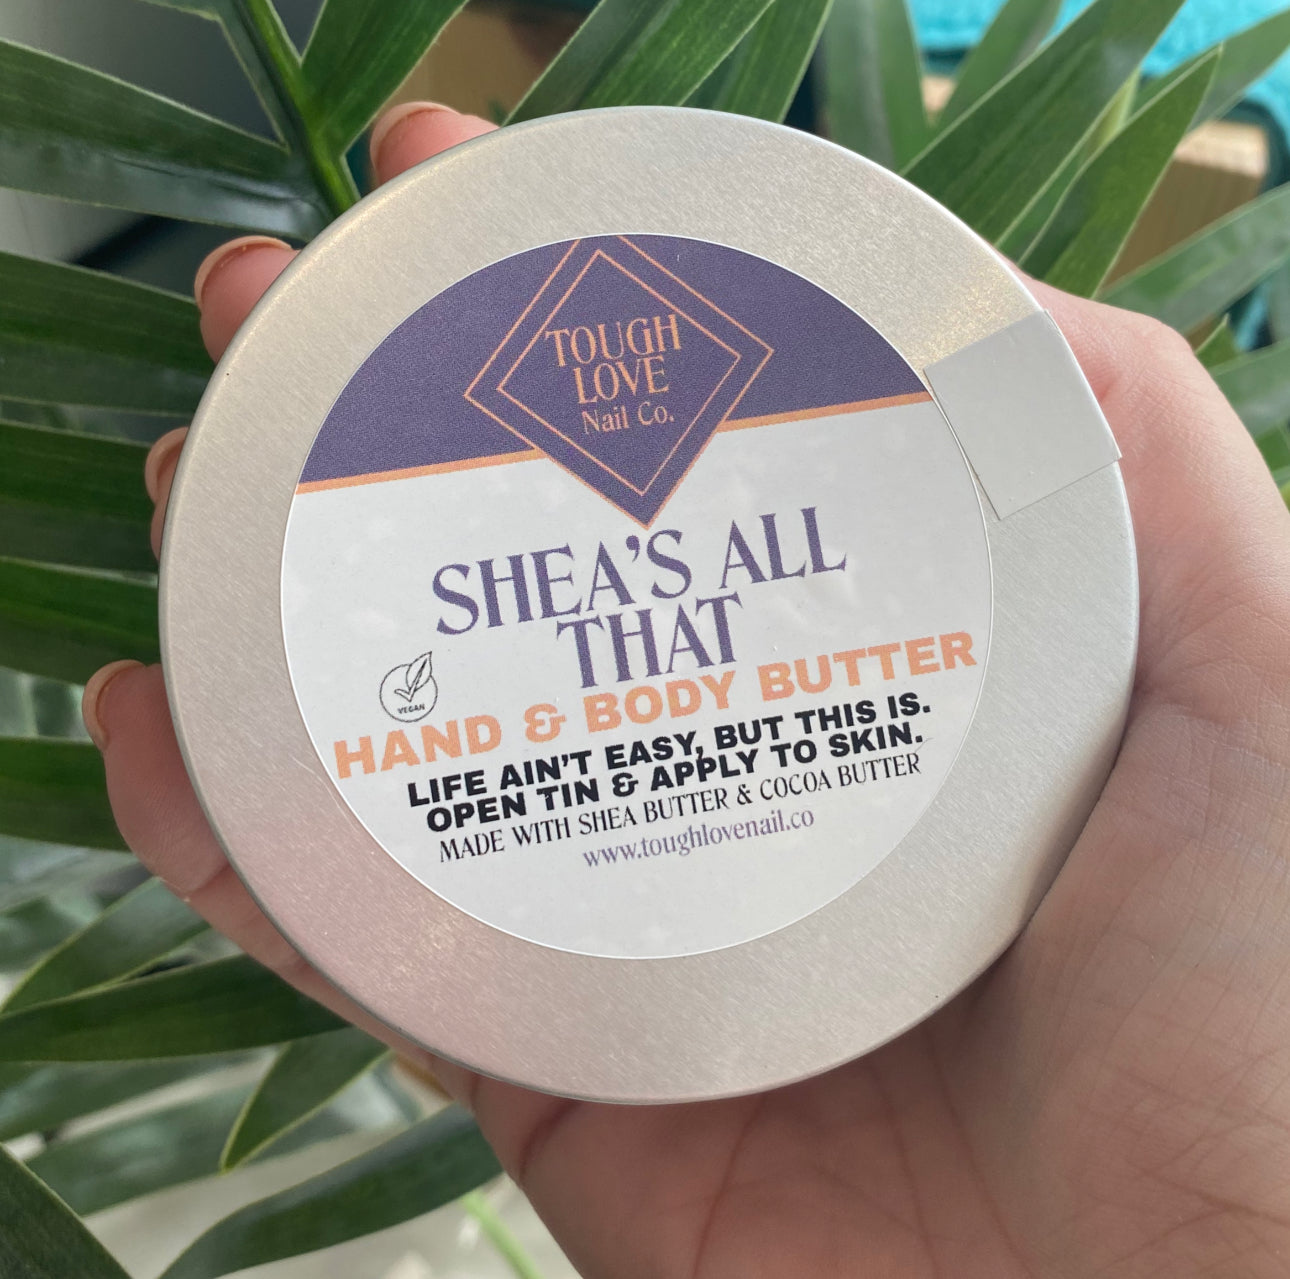 TOUGH
LOVE
Nail Co.
SHEA'S ALL
THAT
VEGAN
HAND & BODY BUTTER
LIFE AIN'T EASY, BUT THIS IS.
OPEN TIN & APPLY TO SKIN.
MADE WITH SHEA BUTTER & COCOA BUTTER
www.toughlovenail.co